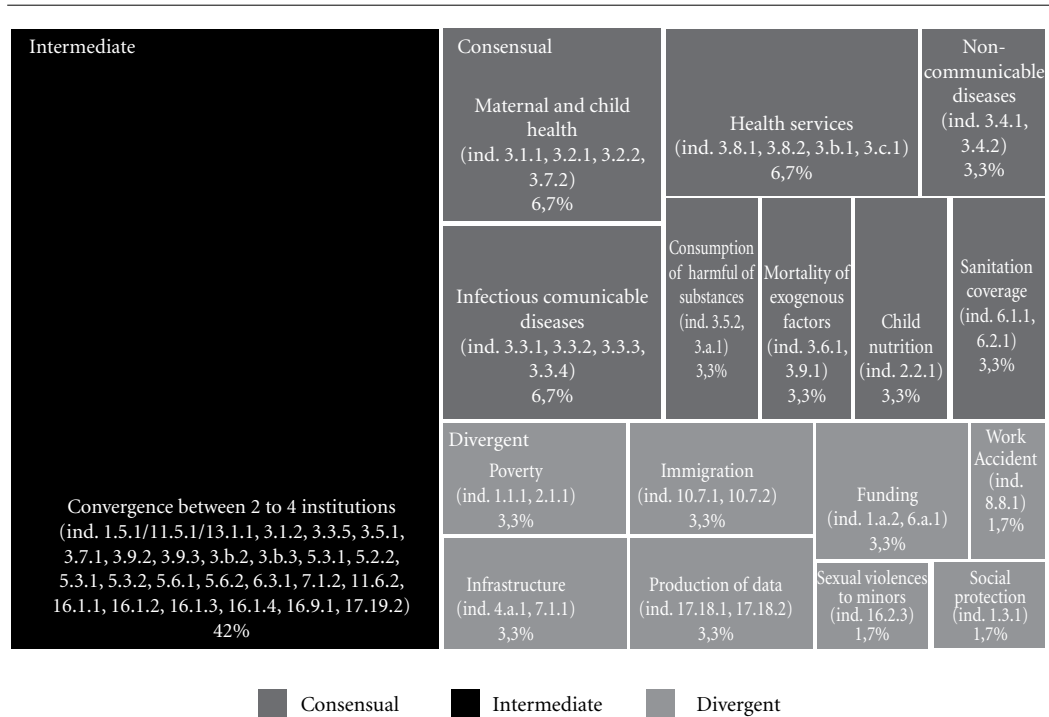 Intermediate
Convergence between 2 to 4 institutions
(ind. 1.5.1/11.5.1/13.1.1, 3.1.2, 3.3.5, 3.5.1,
3.7.1, 3.9.2, 3.9.3, 3.b.2, 3.b.3, 5.3.1, 5.2.2,
5.3.1, 5.3.2, 5.6.1, 5.6.2, 6.3.1, 7.1.2, 11.6.2,
16.1.1, 16.1.2, 16.1.3, 16.1.4, 16.9.1, 17.19.2)
42%
Consensual
Maternal and child
health
(ind. 3.1.1, 3.2.1, 3.2.2,
3.7.2)
6,7%
Health services
(ind. 3.8.1, 3.8.2, 3.b.1, 3.c.1)
6,7%
Non-
communicable
diseases
(ind. 3.4.1,
3.4.2)
3,3%
Infectious comunicable
diseases
(ind. 3.3.1, 3.3.2, 3.3.3,
3.3.4)
6,7%
Consumption
of harmful of
substances
(ind. 3.5.2,
3.a.1)
3,3%
Mortality of
exogenous
factors
(ind. 3.6.1,
3.9.1)
3,3%
Child
nutrition
(ind. 2.2.1)
3,3%
Sanitation
coverage
(ind. 6.1.1,
6.2.1)
3,3%
Divergent
Poverty
(ind. 1.1.1, 2.1.1)
3,3%
Immigration
(ind. 10.7.1, 10.7.2)
3,3%
Funding
(ind. 1.a.2, 6.a.1)
3,3%
Work
Accident
(ind.
8.8.1)
1,7%
Infrastructure
(ind. 4.a.1, 7.1.1)
3,3%
Production of data
(ind. 17.18.1, 17.18.2)
3,3%
Sexual violences
to minors
(ind. 16.2.3)
1,7%
Social
protection
(ind. 1.3.1)
1,7%
Consensual
Intermediate
Divergent